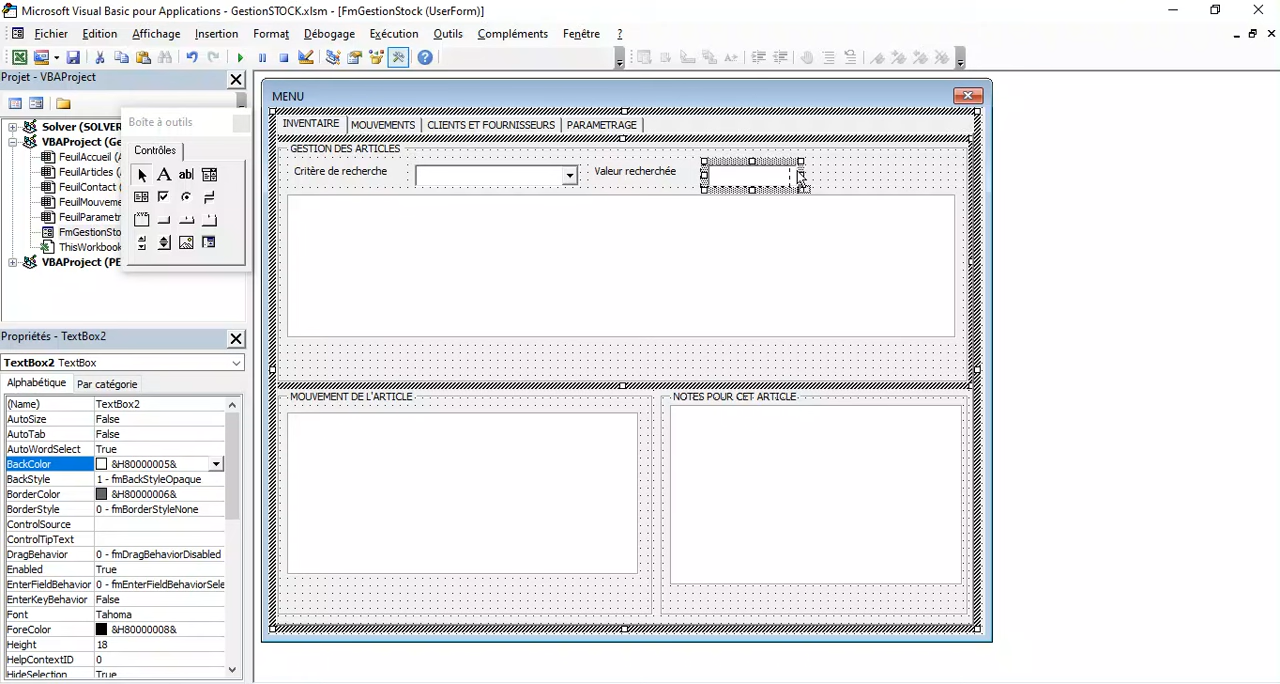 Microsoft Visual Basic pour Applications - GestionSTOCK.xlsm - [FmGestionStock (UserForm)]
Fichier Edition Affichage Insertion Format Débogage Exécution Outils Compléments Fenêtre ?
Projet - VBAProject
Solver (SOLVER
VBAProject (Ge
FeuilAccueil (A
FeuilArticles (
FeuilContact (
FeuilMouveme
FeuilParametr
FmGestionSto
ThisWorkbook
VBAProject (PE
Boîte à outils
Contrôles
A ab|
Propriétés - TextBox2
TextBox2 TextBox
Alphabétique Par catégorie
(Name) TextBox2
AutoSize False
AutoTab False
AutoWordSelect True
BackColor &H80000005&
BackStyle 1 - fmBackStyleOpaque
BorderColor &H80000006&
BorderStyle 0 - fmBorderStyleNone
ControlSource
ControlTipText
DragBehavior 0 - fmDragBehaviorDisabled
Enabled True
EnterFieldBehavior 0 - fmEnterFieldBehaviorSele
EnterKeyBehavior False
Font Tahoma
ForeColor &H80000008&
Height 18
HelpContextID 0
HideSelection True
MENU
INVENTAIRE MOUVEMENTS CLIENTS ET FOURNISSEURS PARAMETRAGE
GESTION DES ARTICLES
Critère de recherche Valeur recherchée
MOUVEMENT DE L'ARTICLE NOTES POUR CET ARTICLE